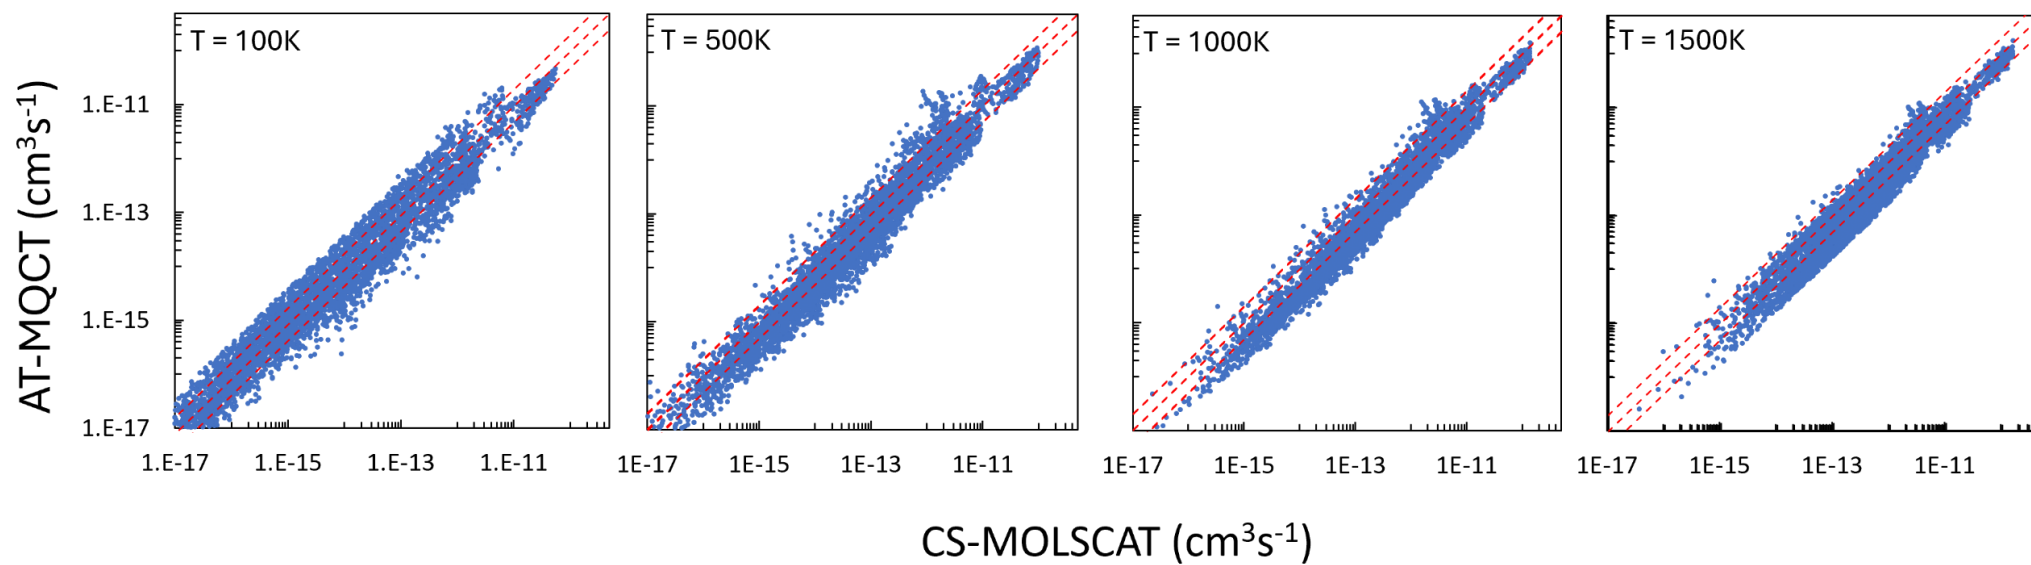 T = 100K
T = 500K
T = 1000K
T = 1500K
AT-MQCT (cm³s⁻¹)
1.E-11
1.E-13
1.E-15
1.E-17
1.E-17 1.E-15 1.E-13 1.E-11
1E-17 1E-15 1E-13 1E-11
1E-17 1E-15 1E-13 1E-11
1E-17 1E-15 1E-13 1E-11
CS-MOLSCAT (cm³s⁻¹)